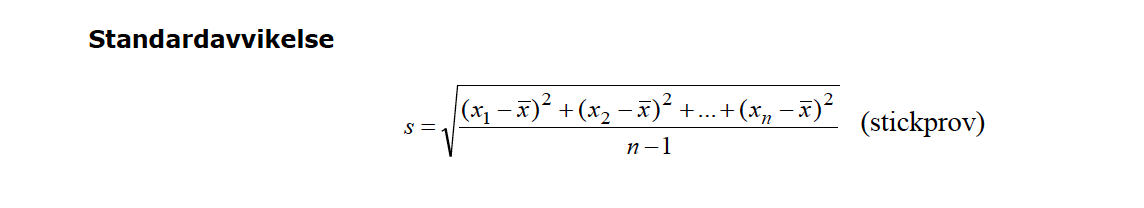 Standardavvikelse
s = √(((x₁ − x̄)² + (x₂ − x̄)² + ... + (xₙ − x̄)²) / (n − 1)) (stickprov)